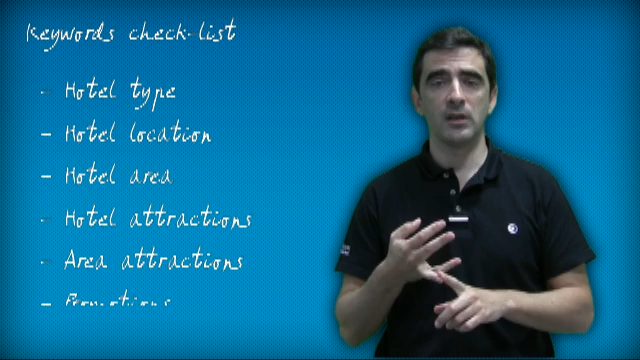 Keywords check-list
- Hotel type
- Hotel location
- Hotel area
- Hotel attractions
- Area attractions
-